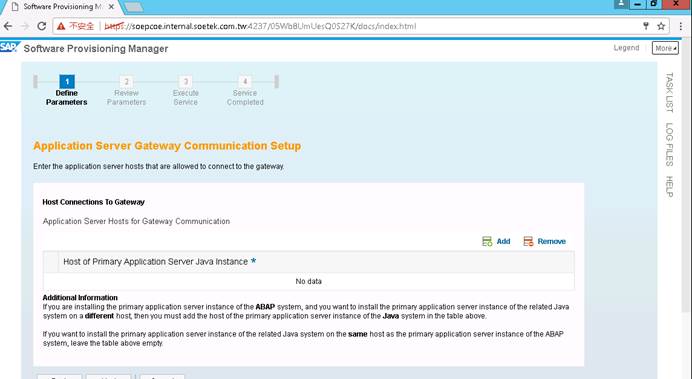 Software Provisioning M
不安全
https://soepcoe.internal.soetek.com.tw:4237/05Wb8UmUesQ0S27K/docs/index.html
SAP
Software Provisioning Manager
Legend
More
1
2
3
4
Define Parameters
Review Parameters
Execute Service
Service Completed
TASK LIST
LOG FILES
HELP
Application Server Gateway Communication Setup
Enter the application server hosts that are allowed to connect to the gateway.
Host Connections To Gateway
Application Server Hosts for Gateway Communication
Add
Remove
Host of Primary Application Server Java Instance *
No data
Additional Information
If you are installing the primary application server instance of the ABAP system, and you want to install the primary application server instance of the related Java
system on a different host, then you must add the host of the primary application server instance of the Java system in the table above.
If you want to install the primary application server instance of the related Java system on the same host as the primary application server instance of the ABAP
system, leave the table above empty.